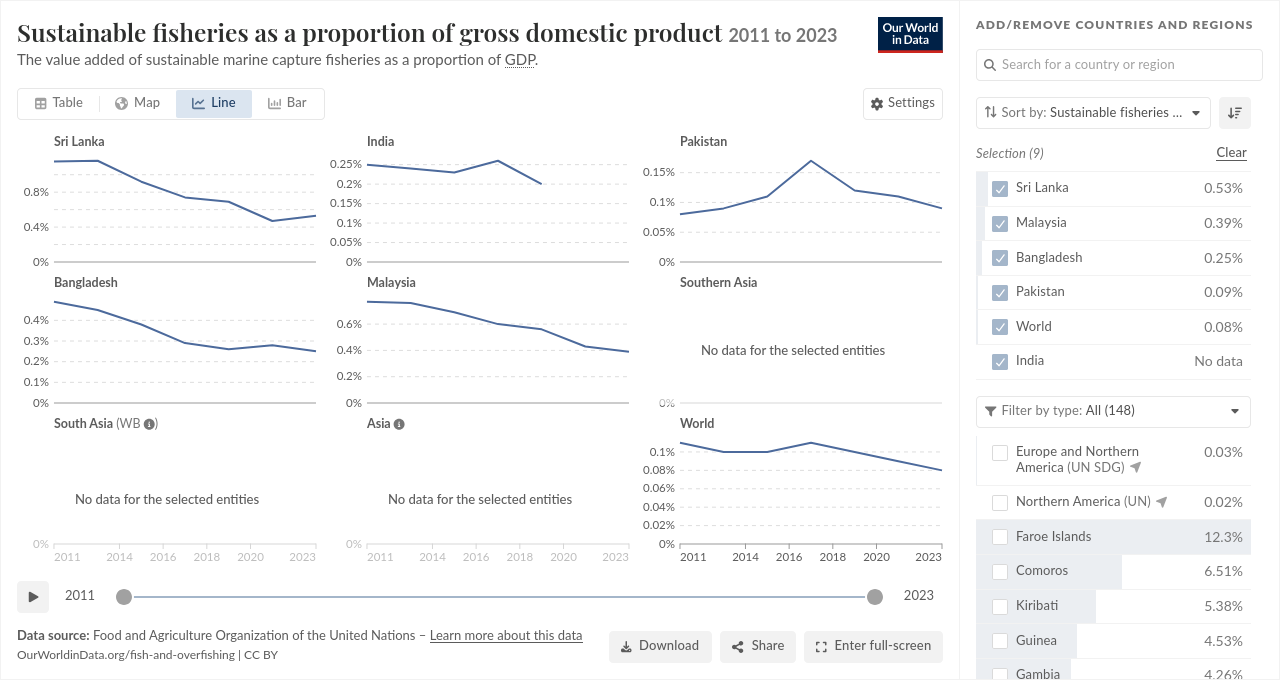 Sustainable fisheries as a proportion of gross domestic product 2011 to 2023
The value added of sustainable marine capture fisheries as a proportion of GDP.
Our World
in Data
Table
Map
Line
Bar
Settings
Sri Lanka
0.8%
0.4%
0%
India
0.25%
0.2%
0.15%
0.1%
0.05%
0%
Pakistan
0.15%
0.1%
0.05%
0%
Bangladesh
0.4%
0.3%
0.2%
0.1%
0%
Malaysia
0.6%
0.4%
0.2%
0%
Southern Asia
No data for the selected entities
0%
South Asia (WB)
No data for the selected entities
0%
2011 2014 2016 2018 2020 2023
Asia
No data for the selected entities
0%
2011 2014 2016 2018 2020 2023
World
0.1%
0.08%
0.06%
0.04%
0.02%
0%
2011 2014 2016 2018 2020 2023
2011
2023
Data source: Food and Agriculture Organization of the United Nations – Learn more about this data
OurWorldinData.org/fish-and-overfishing | CC BY
Download
Share
Enter full-screen
ADD/REMOVE COUNTRIES AND REGIONS
Search for a country or region
Sort by: Sustainable fisheries ...
Selection (9)
Clear
Sri Lanka 0.53%
Malaysia 0.39%
Bangladesh 0.25%
Pakistan 0.09%
World 0.08%
India No data
Filter by type: All (148)
Europe and Northern 0.03%
America (UN SDG)
Northern America (UN) 0.02%
Faroe Islands 12.3%
Comoros 6.51%
Kiribati 5.38%
Guinea 4.53%
Gambia 4.26%